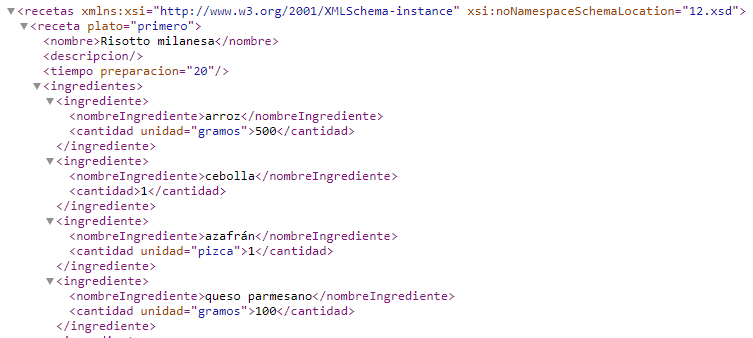 ▼<recetas xmlns:xsi="http://www.w3.org/2001/XMLSchema-instance" xsi:noNamespaceSchemaLocation="12.xsd">
▼<receta plato="primero">
<nombre>Risotto milanesa</nombre>
<descripcion/>
<tiempo preparacion="20"/>
▼<ingredientes>
▼<ingrediente>
<nombreIngrediente>arroz</nombreIngrediente>
<cantidad unidad="gramos">500</cantidad>
</ingrediente>
▼<ingrediente>
<nombreIngrediente>cebolla</nombreIngrediente>
<cantidad>1</cantidad>
</ingrediente>
▼<ingrediente>
<nombreIngrediente>azafrán</nombreIngrediente>
<cantidad unidad="pizca">1</cantidad>
</ingrediente>
▼<ingrediente>
<nombreIngrediente>queso parmesano</nombreIngrediente>
<cantidad unidad="gramos">100</cantidad>
</ingrediente>